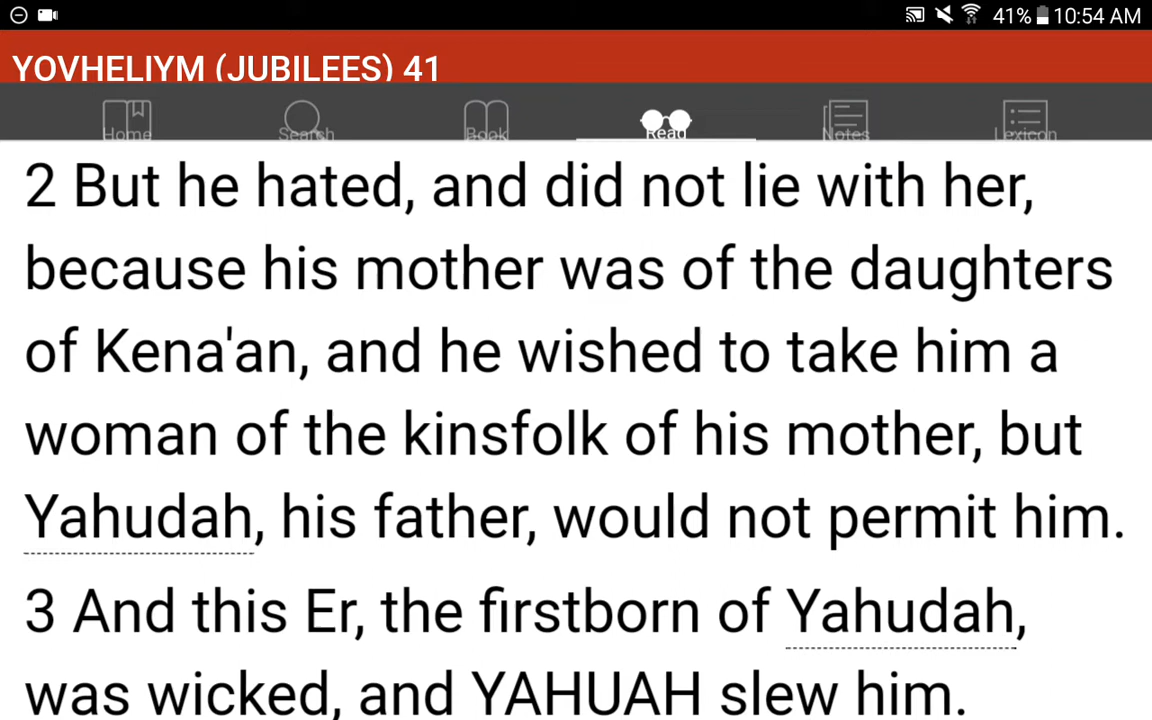 41% 10:54 AM
YOVHELIYM (JUBILEES) 41
Home Search Book Read Notes Lexicon
2 But he hated, and did not lie with her,
because his mother was of the daughters
of Kena'an, and he wished to take him a
woman of the kinsfolk of his mother, but
Yahudah, his father, would not permit him.
3 And this Er, the firstborn of Yahudah,
was wicked, and YAHUAH slew him.